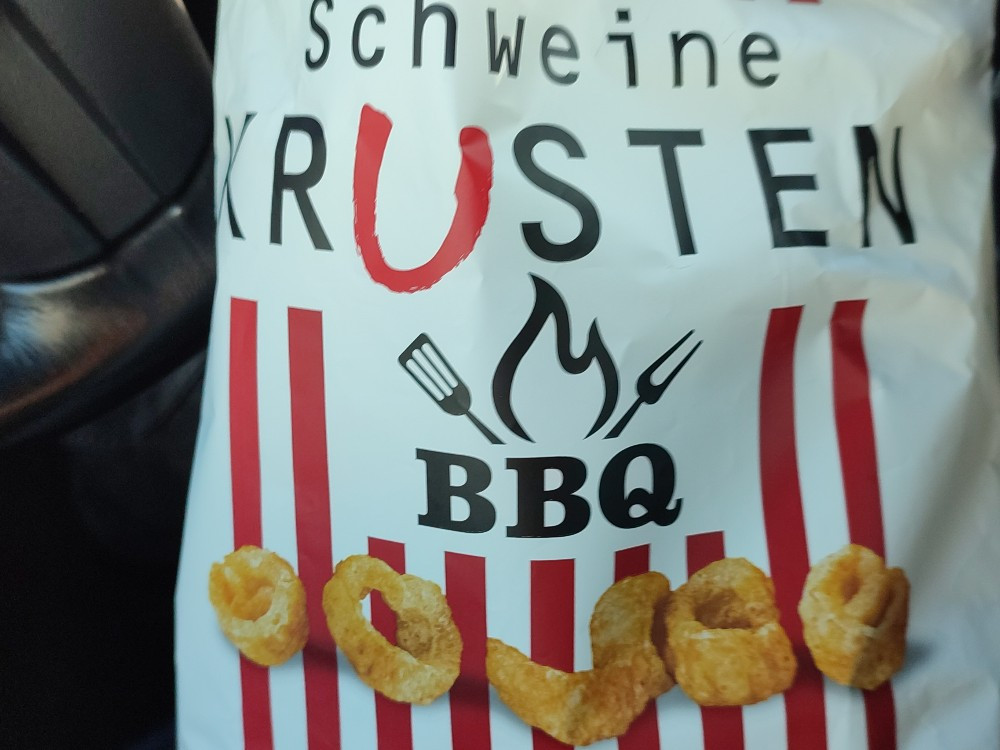 Schweine
KRUSTEN
BBQ